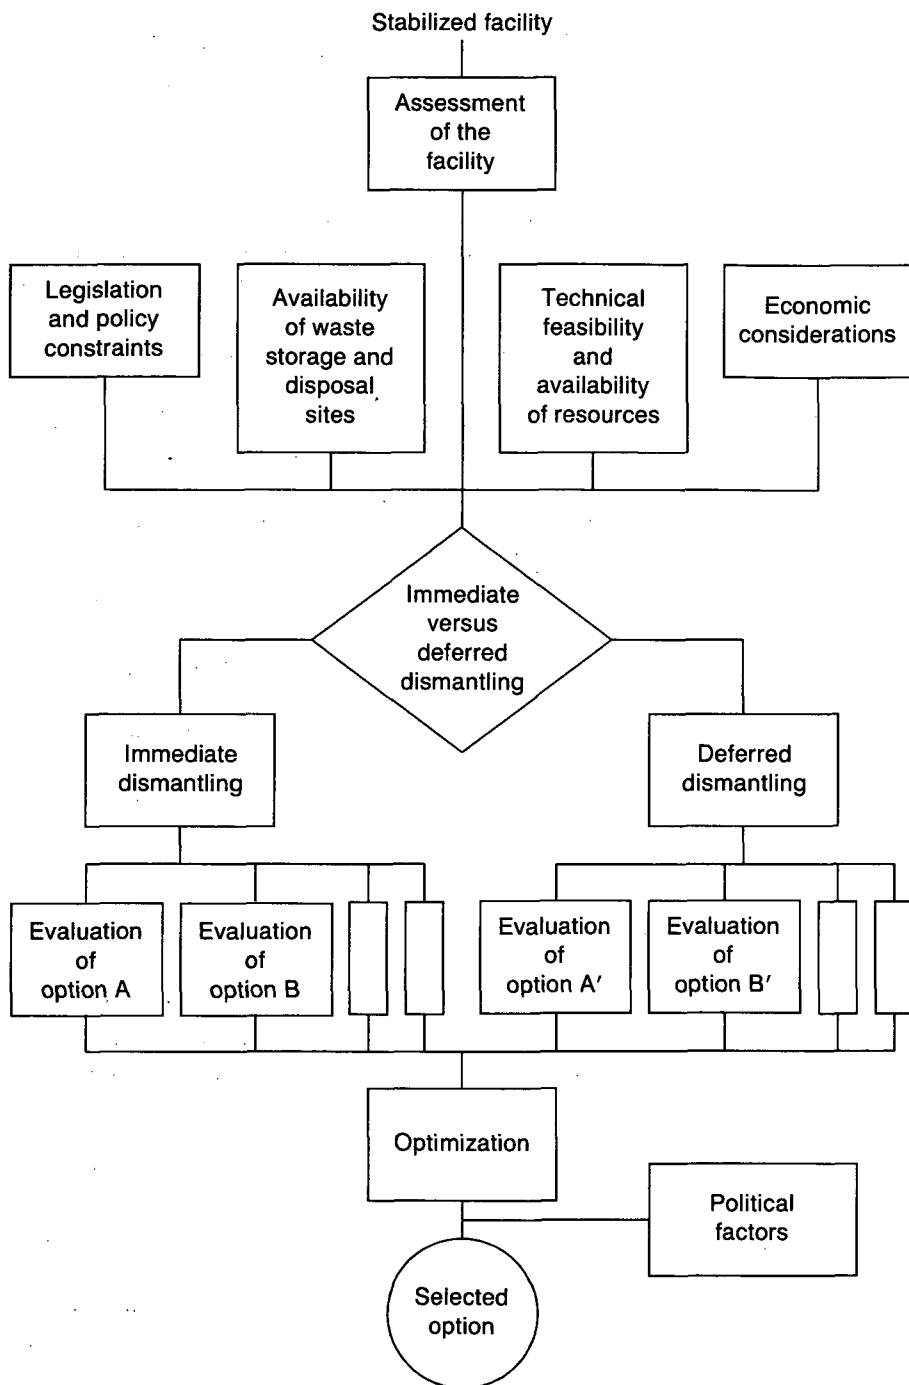 Stabilized facility
Assessment
of the
facility
Legislation
and policy
constraints
Availability
of waste
storage and
disposal
sites
Technical
feasibility
and
availability
of resources
Economic
considerations
Immediate
versus
deferred
dismantling
Immediate
dismantling
Deferred
dismantling
Evaluation
of
option A
Evaluation
of
option B
Evaluation
of
option A′
Evaluation
of
option B′
Optimization
Political
factors
Selected
option